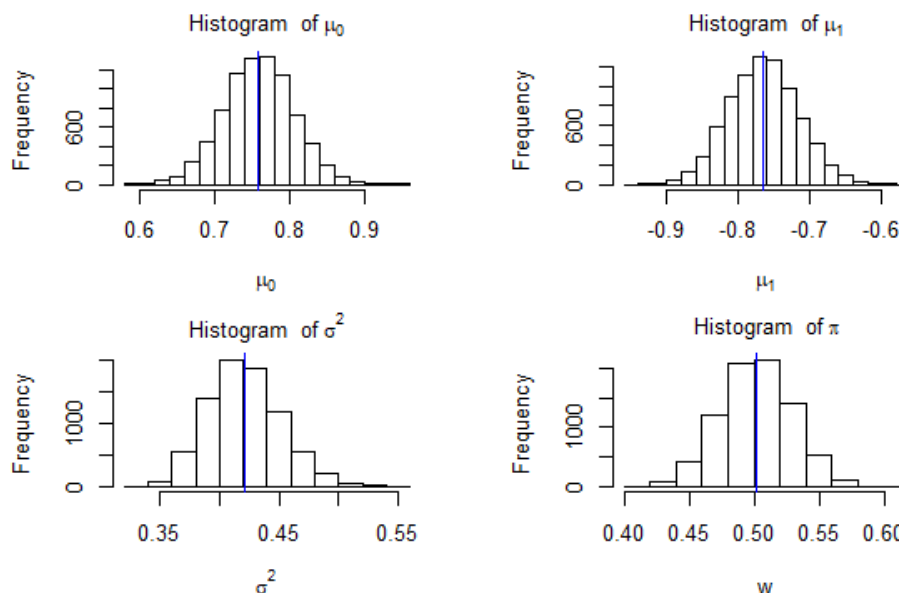 Histogram of μ₀
Frequency
0 600
0.6 0.7 0.8 0.9
μ₀
Histogram of μ₁
Frequency
0 600
-0.9 -0.8 -0.7 -0.6
μ₁
Histogram of σ²
Frequency
0 1000
0.35 0.45 0.55
σ²
Histogram of π
Frequency
0 1000
0.40 0.45 0.50 0.55 0.60
w